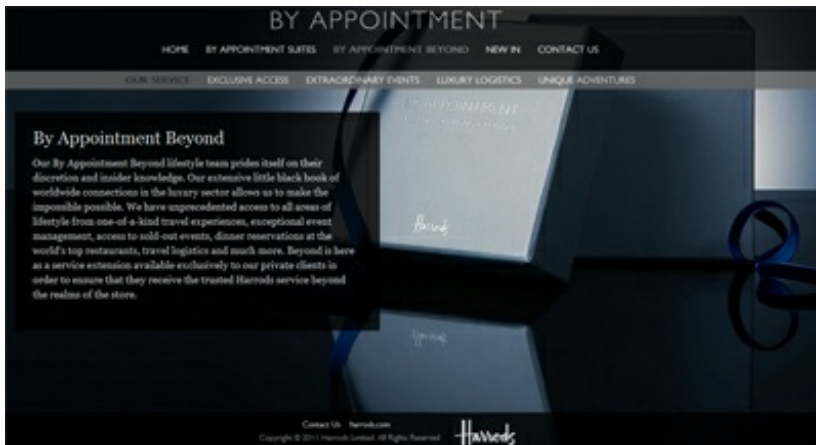 BY APPOINTMENT
HOME BY APPOINTMENT SUITES BY APPOINTMENT BEYOND NEW IN CONTACT US
OUR SERVICE EXCLUSIVE ACCESS EXTRAORDINARY EVENTS LUXURY LOGISTICS UNIQUE ADVENTURES
BY APPOINTMENT
By Appointment Beyond
Our By Appointment Beyond lifestyle team prides itself on their
discretion and insider knowledge. Our extensive little black book of
worldwide connections in the luxury sector allows us to make the
impossible possible. We have unprecedented access to all areas of
lifestyle from one-of-a-kind travel experiences, exceptional event
management, access to sold-out events, dinner reservations at the
world's top restaurants, travel logistics and much more. Beyond is here
as a service extension available exclusively to our private clients in
order to ensure that they receive the trusted Harrods service beyond
the realms of the store.
Harrods
Contact Us harrods.com
Copyright © 2011 Harrods Limited. All Rights Reserved
Harrods